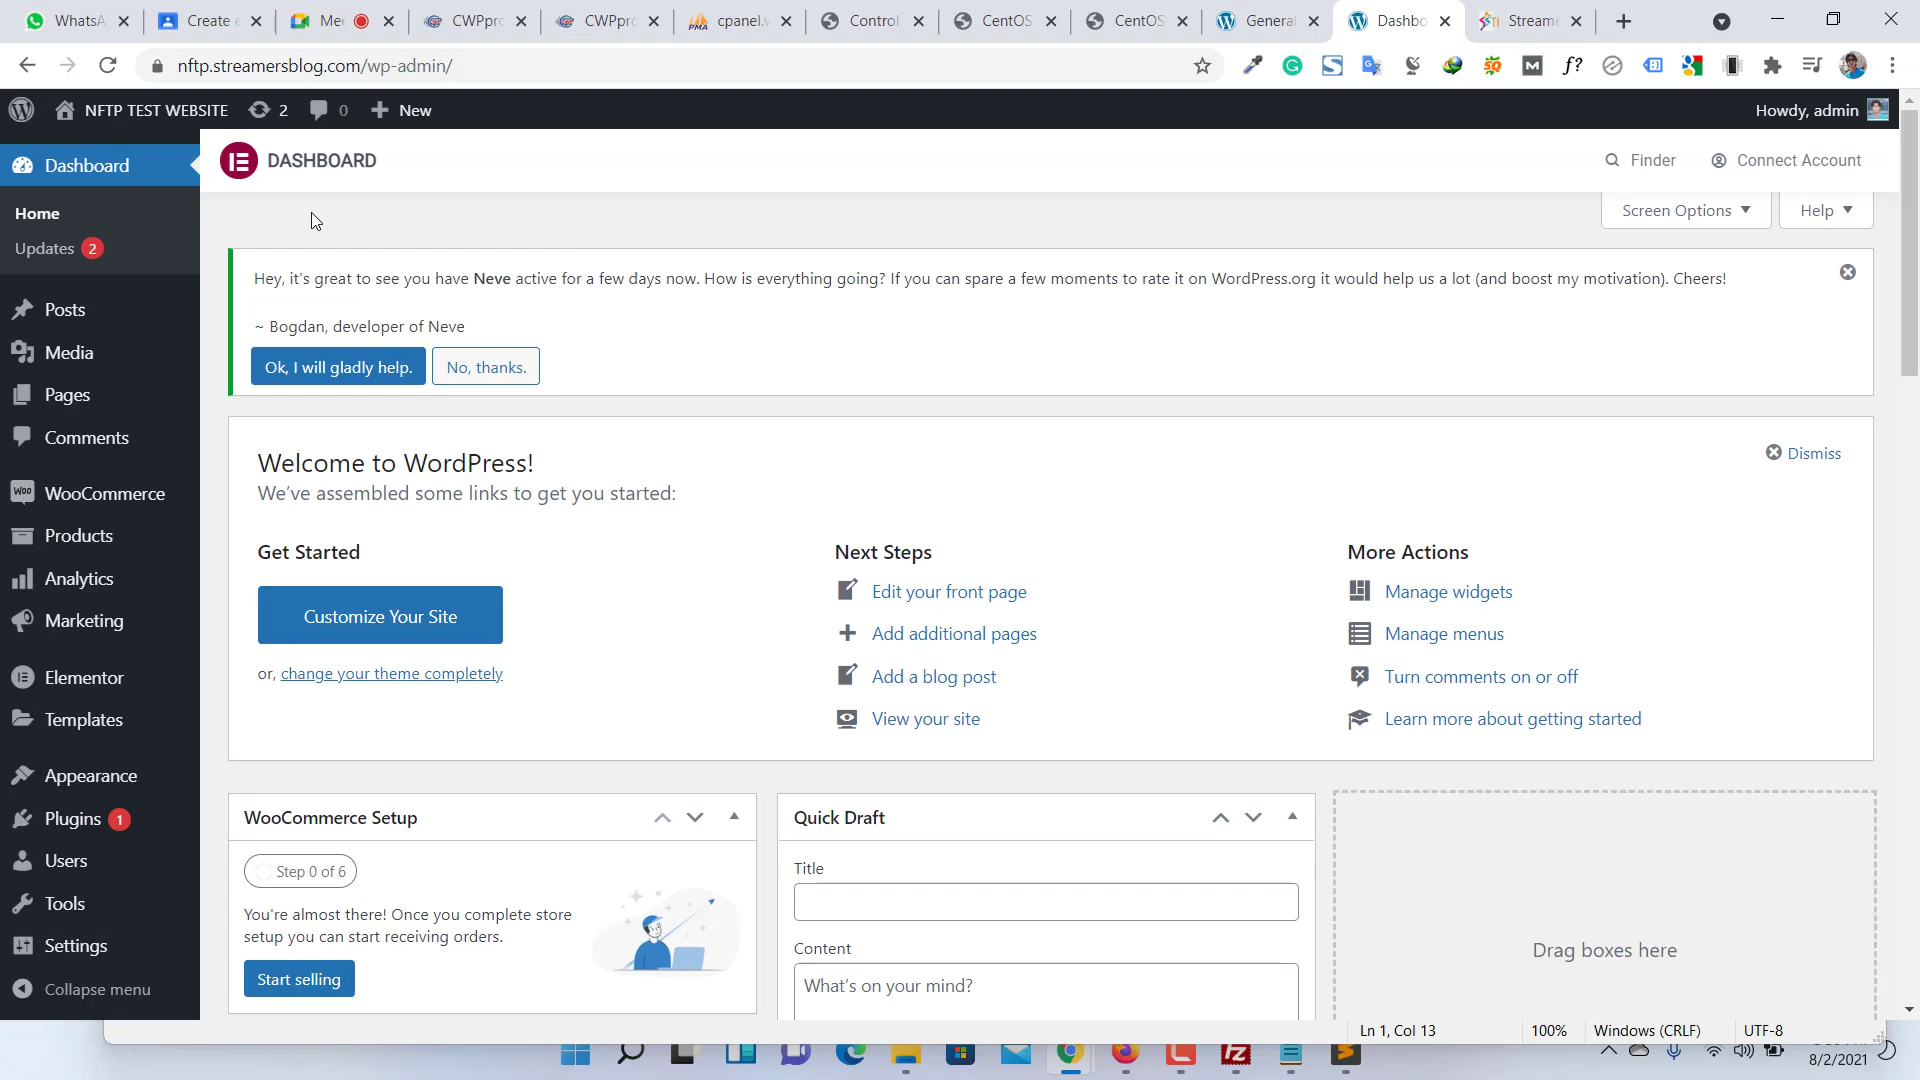 WhatsA
Create e
Mee
CWPpro
CWPpro
cpanel.w
Control
CentOS
CentOS
General
Dashbo
Streame
nftp.streamersblog.com/wp-admin/
NFTP TEST WEBSITE
2
0
New
Howdy, admin
Dashboard
Home
Updates 2
Posts
Media
Pages
Comments
WooCommerce
Products
Analytics
Marketing
Elementor
Templates
Appearance
Plugins 1
Users
Tools
Settings
Collapse menu
DASHBOARD
Finder
Connect Account
Screen Options
Help
Hey, it's great to see you have Neve active for a few days now. How is everything going? If you can spare a few moments to rate it on WordPress.org it would help us a lot (and boost my motivation). Cheers!
~ Bogdan, developer of Neve
Ok, I will gladly help.
No, thanks.
Welcome to WordPress!
Dismiss
We've assembled some links to get you started:
Get Started
Customize Your Site
or, change your theme completely
Next Steps
Edit your front page
Add additional pages
Add a blog post
View your site
More Actions
Manage widgets
Manage menus
Turn comments on or off
Learn more about getting started
WooCommerce Setup
Step 0 of 6
You're almost there! Once you complete store
setup you can start receiving orders.
Start selling
Quick Draft
Title
Content
What's on your mind?
Drag boxes here
Ln 1, Col 13
100%
Windows (CRLF)
UTF-8
8/2/2021